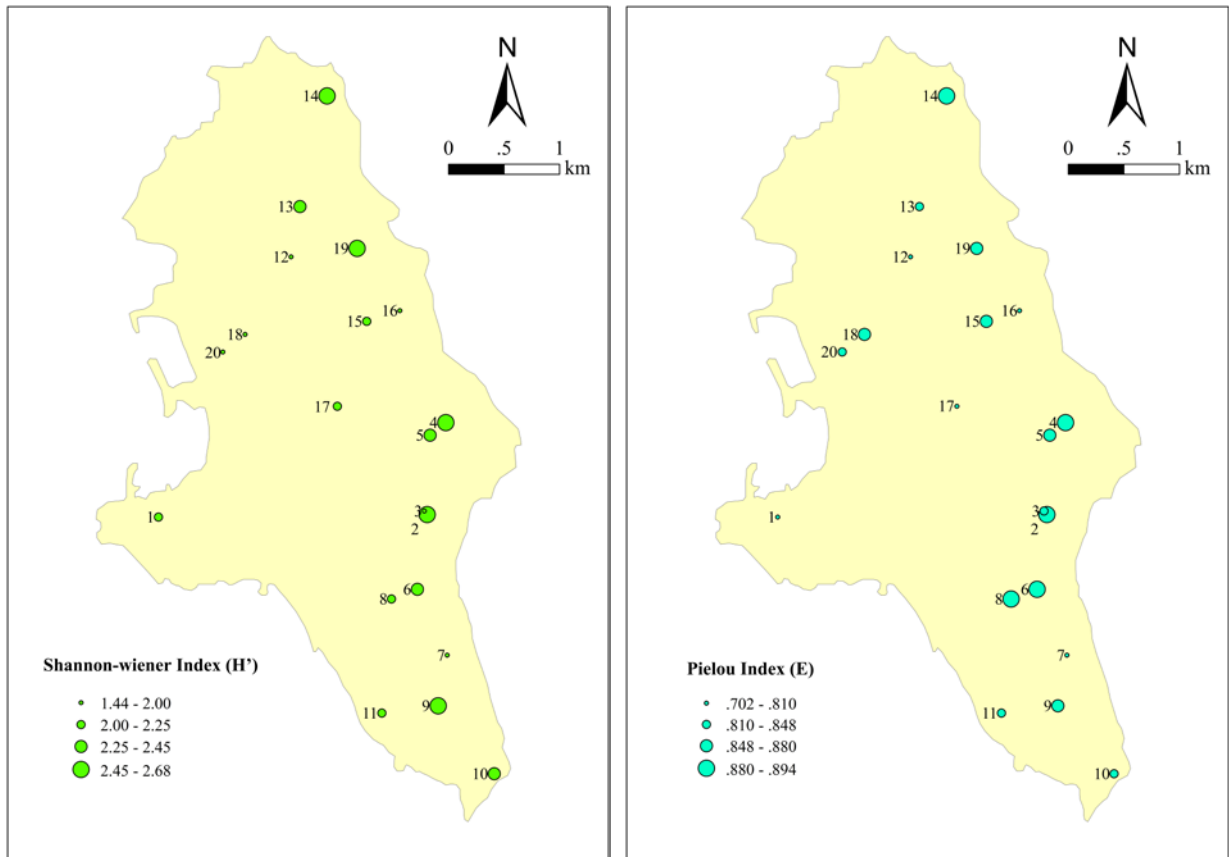 N
0 .5 1
km
14
13
19
12
16
15
18
20
17
4
5
3
1
2
6
8
7
9
11
10
Shannon-wiener Index (H’)
1.44 - 2.00
2.00 - 2.25
2.25 - 2.45
2.45 - 2.68
N
0 .5 1
km
14
13
19
12
16
15
18
20
17
4
5
3
1
2
6
8
7
9
11
10
Pielou Index (E)
.702 - .810
.810 - .848
.848 - .880
.880 - .894